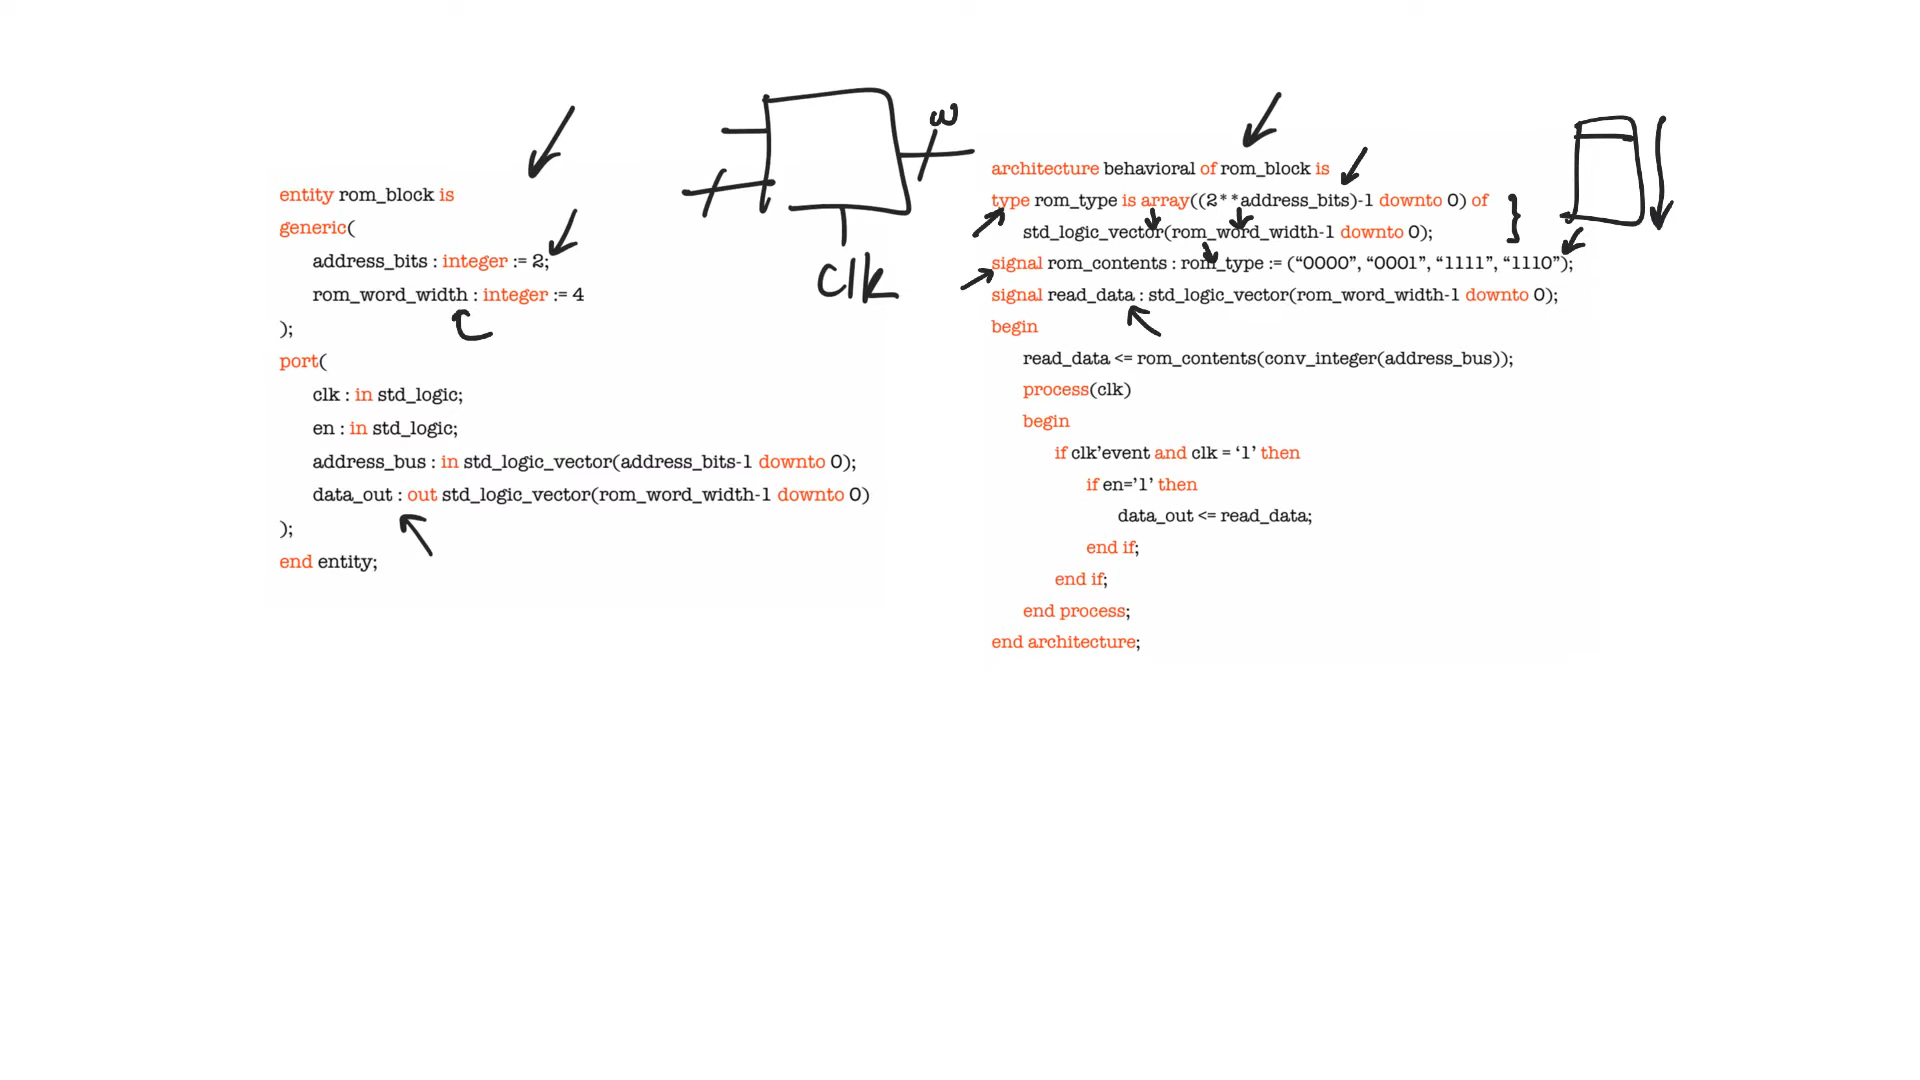 entity rom_block is
generic(
address_bits : integer := 2;
rom_word_width : integer := 4
);
port(
clk : in std_logic;
en : in std_logic;
address_bus : in std_logic_vector(address_bits-1 downto 0);
data_out : out std_logic_vector(rom_word_width-1 downto 0)
);
end entity;
ω
clk
architecture behavioral of rom_block is
type rom_type is array((2**address_bits)-1 downto 0) of
std_logic_vector(rom_word_width-1 downto 0);
signal rom_contents : rom_type := (“0000”, “0001”, “1111”, “1110”);
signal read_data : std_logic_vector(rom_word_width-1 downto 0);
begin
read_data <= rom_contents(conv_integer(address_bus));
process(clk)
begin
if clk’event and clk = ‘1’ then
if en=’1’ then
data_out <= read_data;
end if;
end if;
end process;
end architecture;